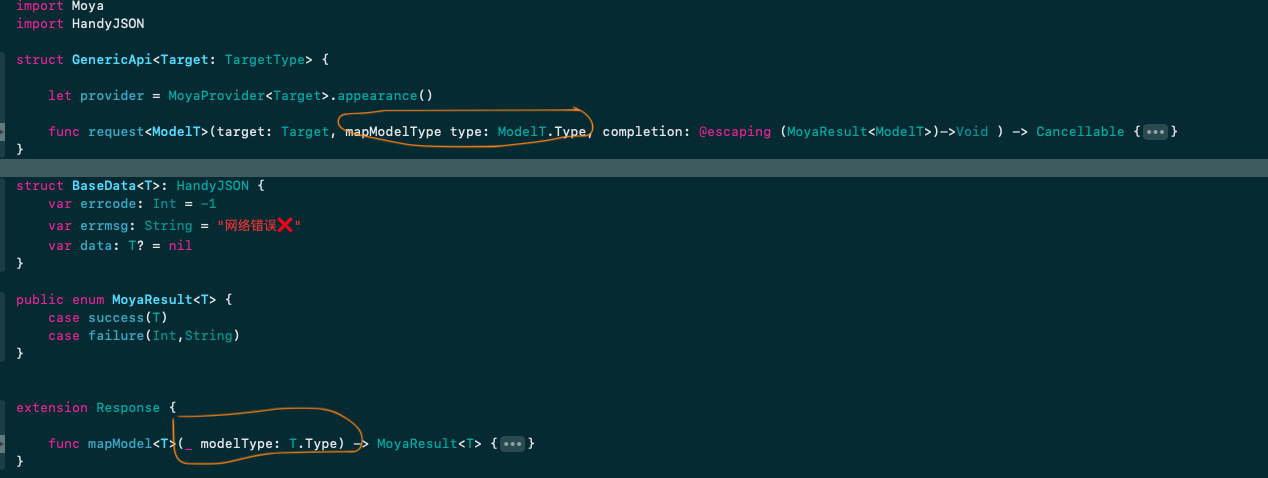 import Moya
import HandyJSON
struct GenericApi<Target: TargetType> {
let provider = MoyaProvider<Target>.appearance()
func request<ModelT>(target: Target, mapModelType type: ModelT.Type, completion: @escaping (MoyaResult<ModelT>)->Void ) -> Cancellable {•••}
}
struct BaseData<T>: HandyJSON {
var errcode: Int = -1
var errmsg: String = "网络错误❌"
var data: T? = nil
}
public enum MoyaResult<T> {
case success(T)
case failure(Int,String)
}
extension Response {
func mapModel<T>(_ modelType: T.Type) -> MoyaResult<T> {•••}
}